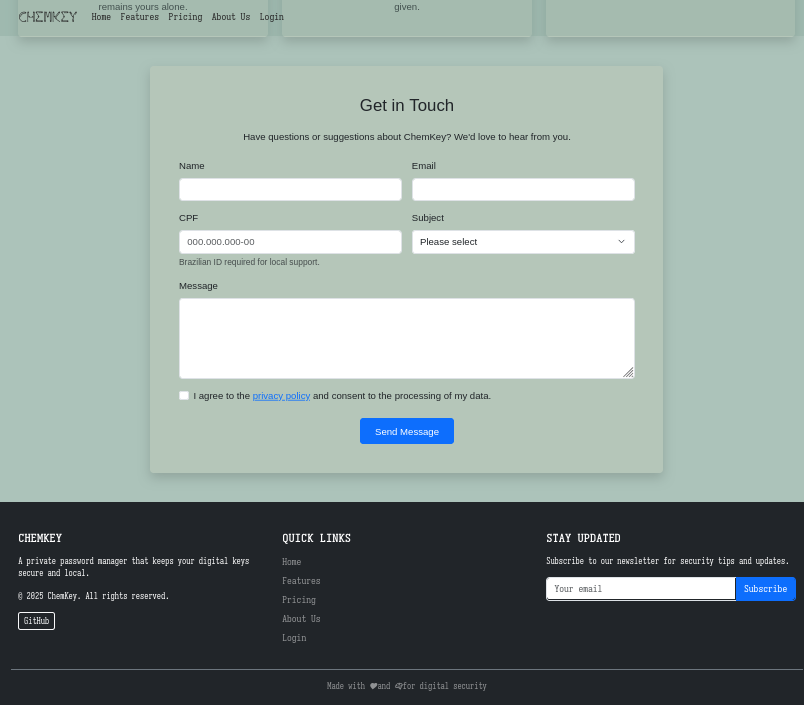 remains yours alone.
given.
CHEMKEY
Home Features Pricing About Us Login
Get in Touch
Have questions or suggestions about ChemKey? We'd love to hear from you.
Name
Email
CPF
Subject
000.000.000-00
Please select
Brazilian ID required for local support.
Message
I agree to the privacy policy and consent to the processing of my data.
Send Message
CHEMKEY
A private password manager that keeps your digital keys
secure and local.
© 2025 ChemKey. All rights reserved.
GitHub
QUICK LINKS
Home
Features
Pricing
About Us
Login
STAY UPDATED
Subscribe to our newsletter for security tips and updates.
Your email
Subscribe
Made with and for digital security